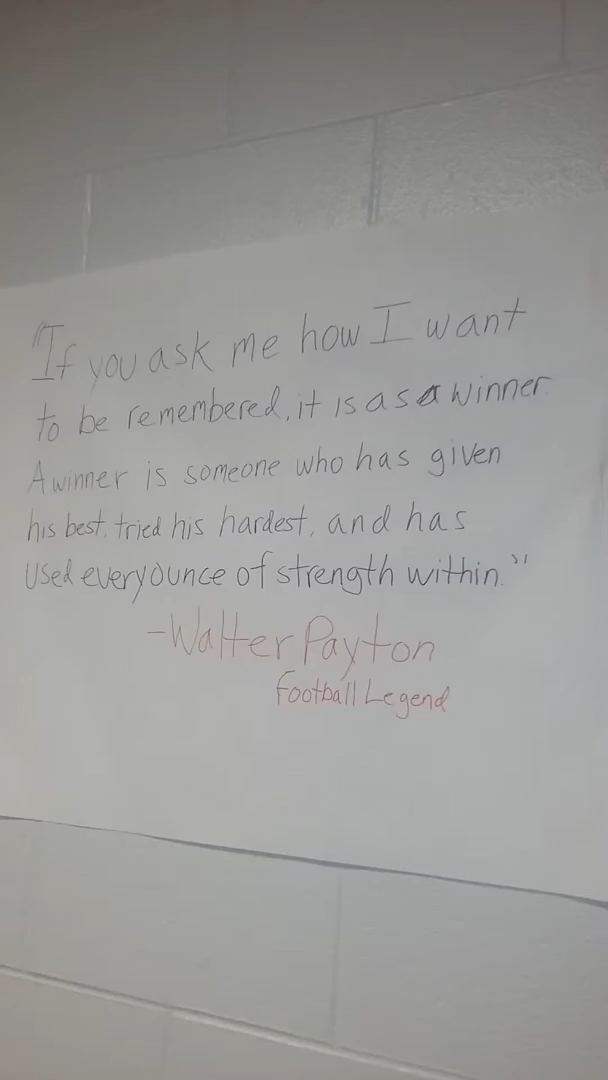 "If you ask me how I want
to be remembered, it is as a winner.
A winner is someone who has given
his best, tried his hardest, and has
used every ounce of strength within."
-Walter Payton
Football Legend